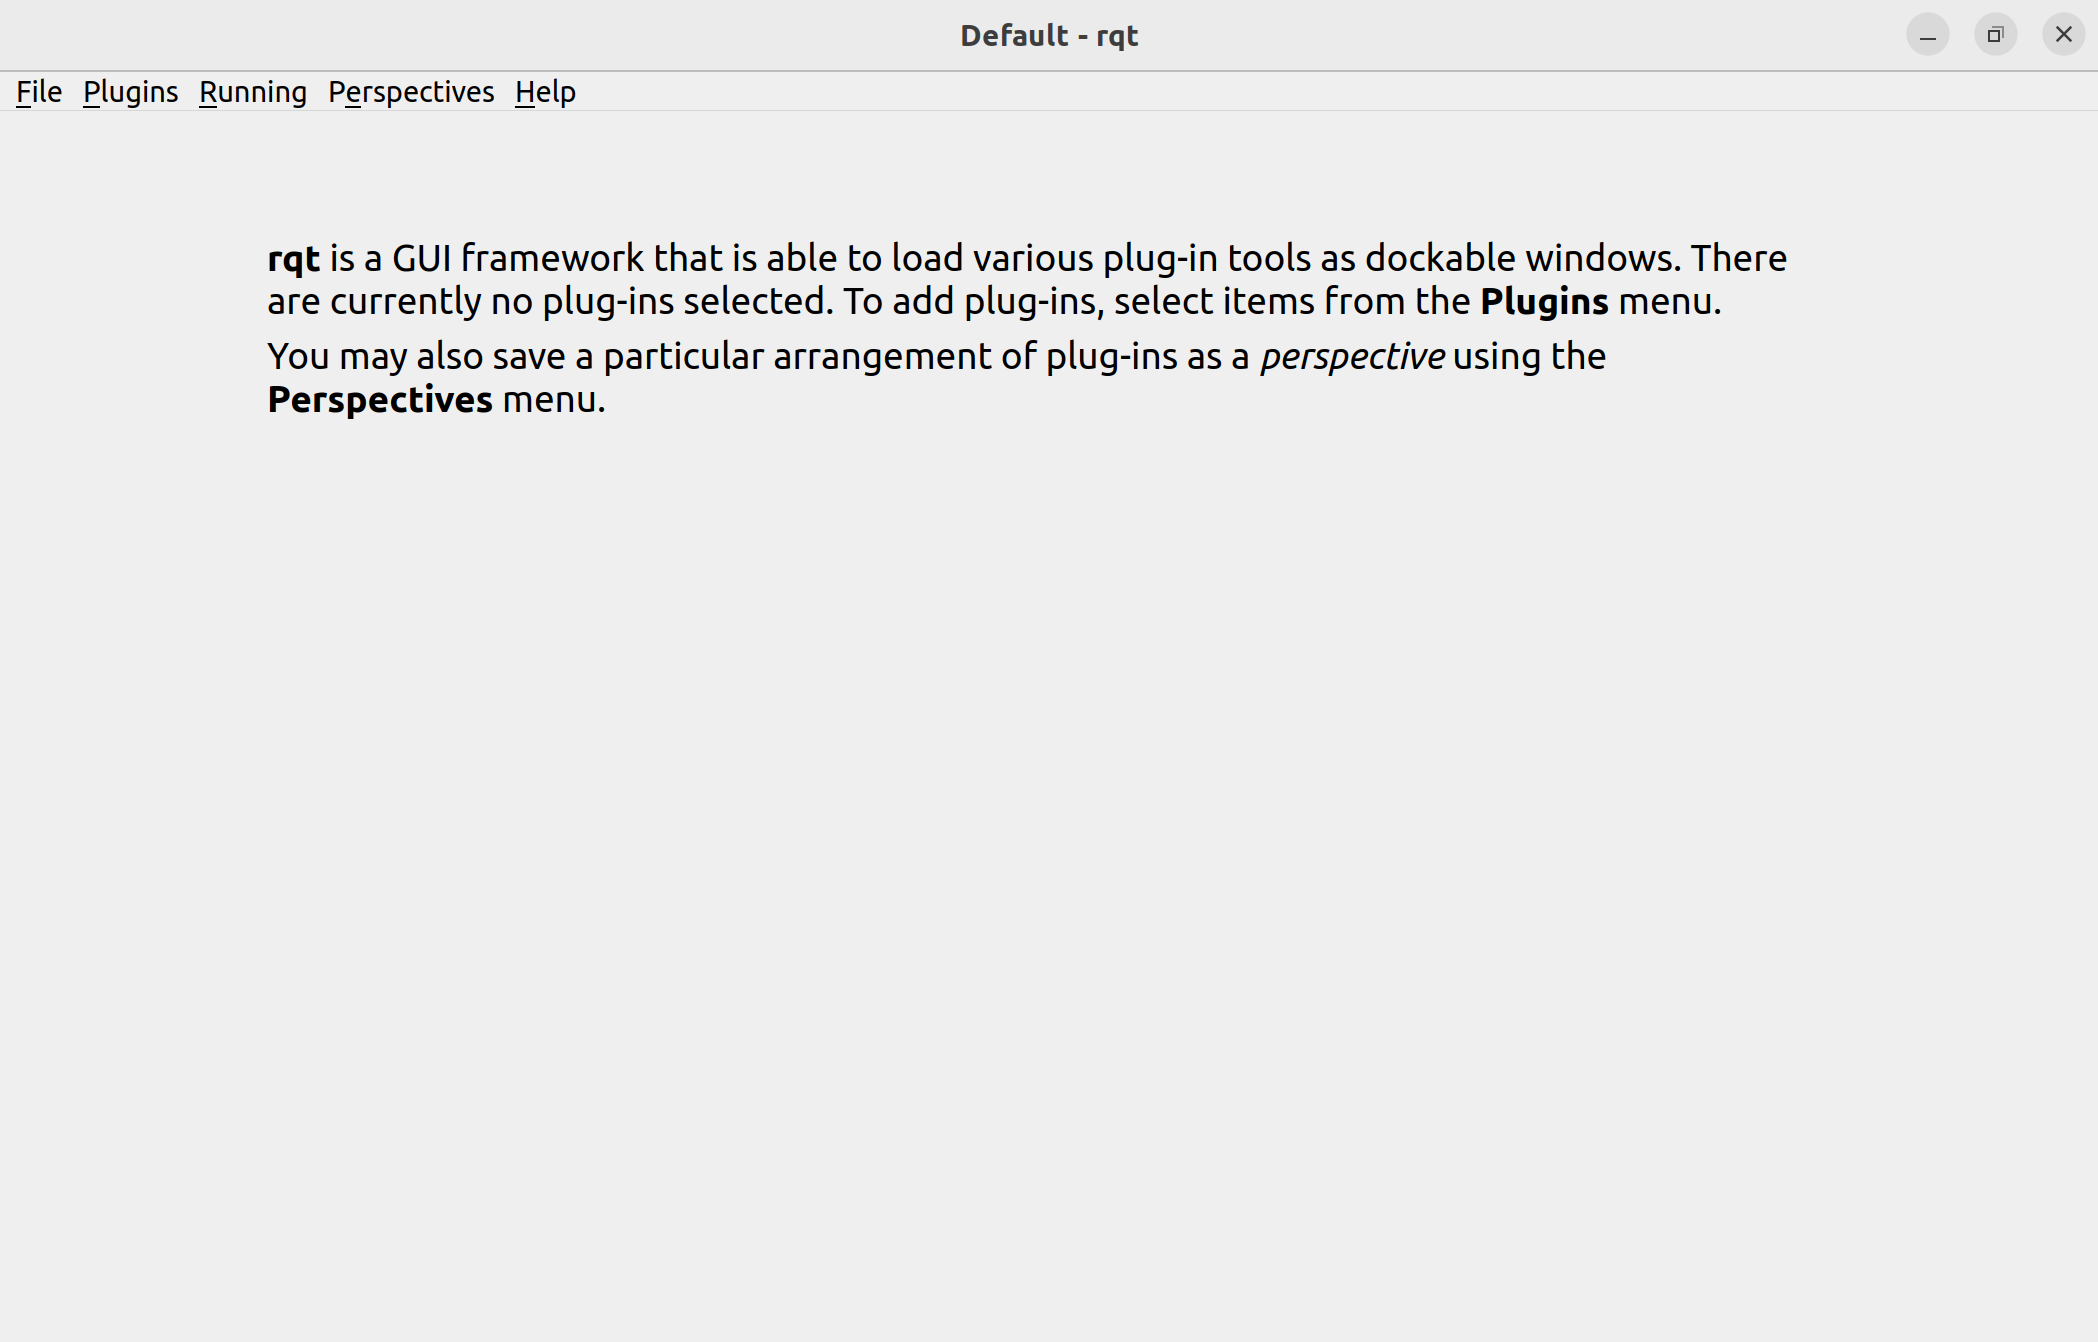 Default - rqt
File Plugins Running Perspectives Help
rqt is a GUI framework that is able to load various plug-in tools as dockable windows. There
are currently no plug-ins selected. To add plug-ins, select items from the Plugins menu.
You may also save a particular arrangement of plug-ins as a perspective using the
Perspectives menu.